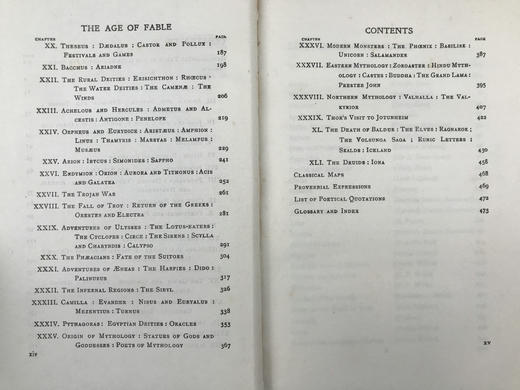 THE AGE OF FABLE
CHAPTER PAGE
XX. Theseus : Dædalus : Castor and Pollux :
Festivals and Games 187
XXI. Bacchus : Ariadne 198
XXII. The Rural Deities : Erisichthon : Rhœcus :
The Water Deities : The Camenæ : The
Winds 206
XXIII. Achelous and Hercules : Admetus and Al-
cestis : Antigone : Penelope 219
XXIV. Orpheus and Eurydice : Aristæus : Amphion :
Linus : Thamyris : Marsyas : Melampus :
Musæus 229
XXV. Arion : Ibycus : Simonides : Sappho 241
XXVI. Endymion : Orion : Aurora and Tithonus : Acis
and Galatea 252
XXVII. The Trojan War 261
XXVIII. The Fall of Troy : Return of the Greeks :
Orestes and Electra 281
XXIX. Adventures of Ulysses : The Lotus-eaters :
The Cyclopes : Circe : The Sirens : Scylla
and Charybdis : Calypso 291
XXX. The Phæacians : Fate of the Suitors 304
XXXI. Adventures of Æneas : The Harpies : Dido :
Palinurus 317
XXXII. The Infernal Regions : The Sibyl 326
XXXIII. Camilla : Evander : Nisus and Euryalus :
Mezentius : Turnus 338
XXXIV. Pythagoras : Egyptian Deities : Oracles 353
XXXV. Origin of Mythology : Statues of Gods and
Goddesses : Poets of Mythology 367
xiv
CONTENTS
CHAPTER PAGE
XXXVI. Modern Monsters : The Phœnix : Basilisk :
Unicorn : Salamander 387
XXXVII. Eastern Mythology : Zoroaster : Hindu Myth-
ology : Castes : Buddha : The Grand Lama :
Prester John 395
XXXVIII. Northern Mythology : Valhalla : The Val-
kyrior 407
XXXIX. Thor's Visit to Jotunheim 422
XL. The Death of Baldur : The Elves : Ragnarok :
The Volsunga Saga : Runic Letters :
Skalds : Iceland 430
XLI. The Druids : Iona 458
Classical Maps 468
Proverbial Expressions 469
List of Poetical Quotations 472
Glossary and Index 475
xv